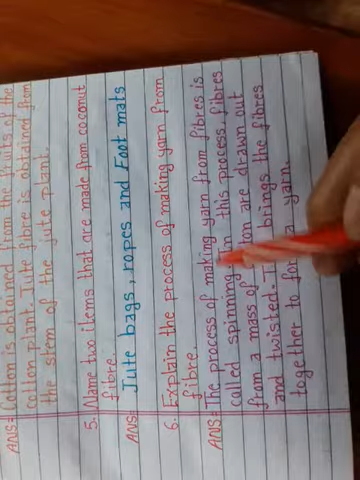 ANS= Cotton is obtained from the fruits of the
cotton plant. Jute fibre is obtained from
the stem of the jute plant.
5. Name two items that are made from coconut
fibre.
ANS= Jute bags, ropes and Foot mats
6. Explain the process of making yarn from
fibre.
ANS= The process of making yarn from fibres is
called spinning. In this process, fibres
from a mass of are drawn out
and twisted. brings the fibres
together to form a yarn.